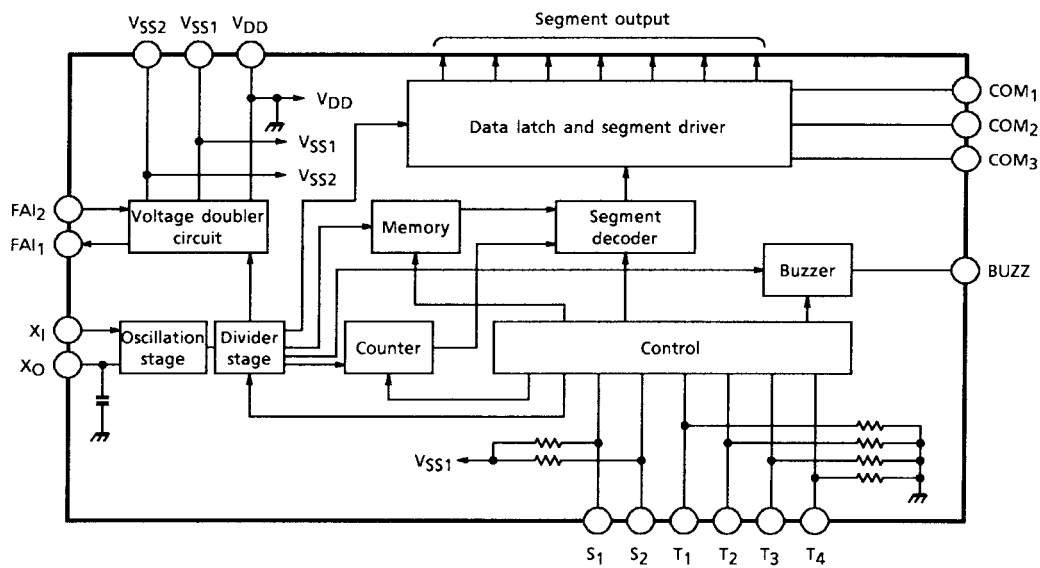 Segment output
VSS2 VSS1 VDD
VDD
VSS1
VSS2
Data latch and segment driver
COM1
COM2
COM3
FAI2
FAI1
Voltage doubler
circuit
Memory
Segment
decoder
Buzzer
BUZZ
XI
XO
Oscillation
stage
Divider
stage
Counter
Control
VSS1
S1 S2 T1 T2 T3 T4